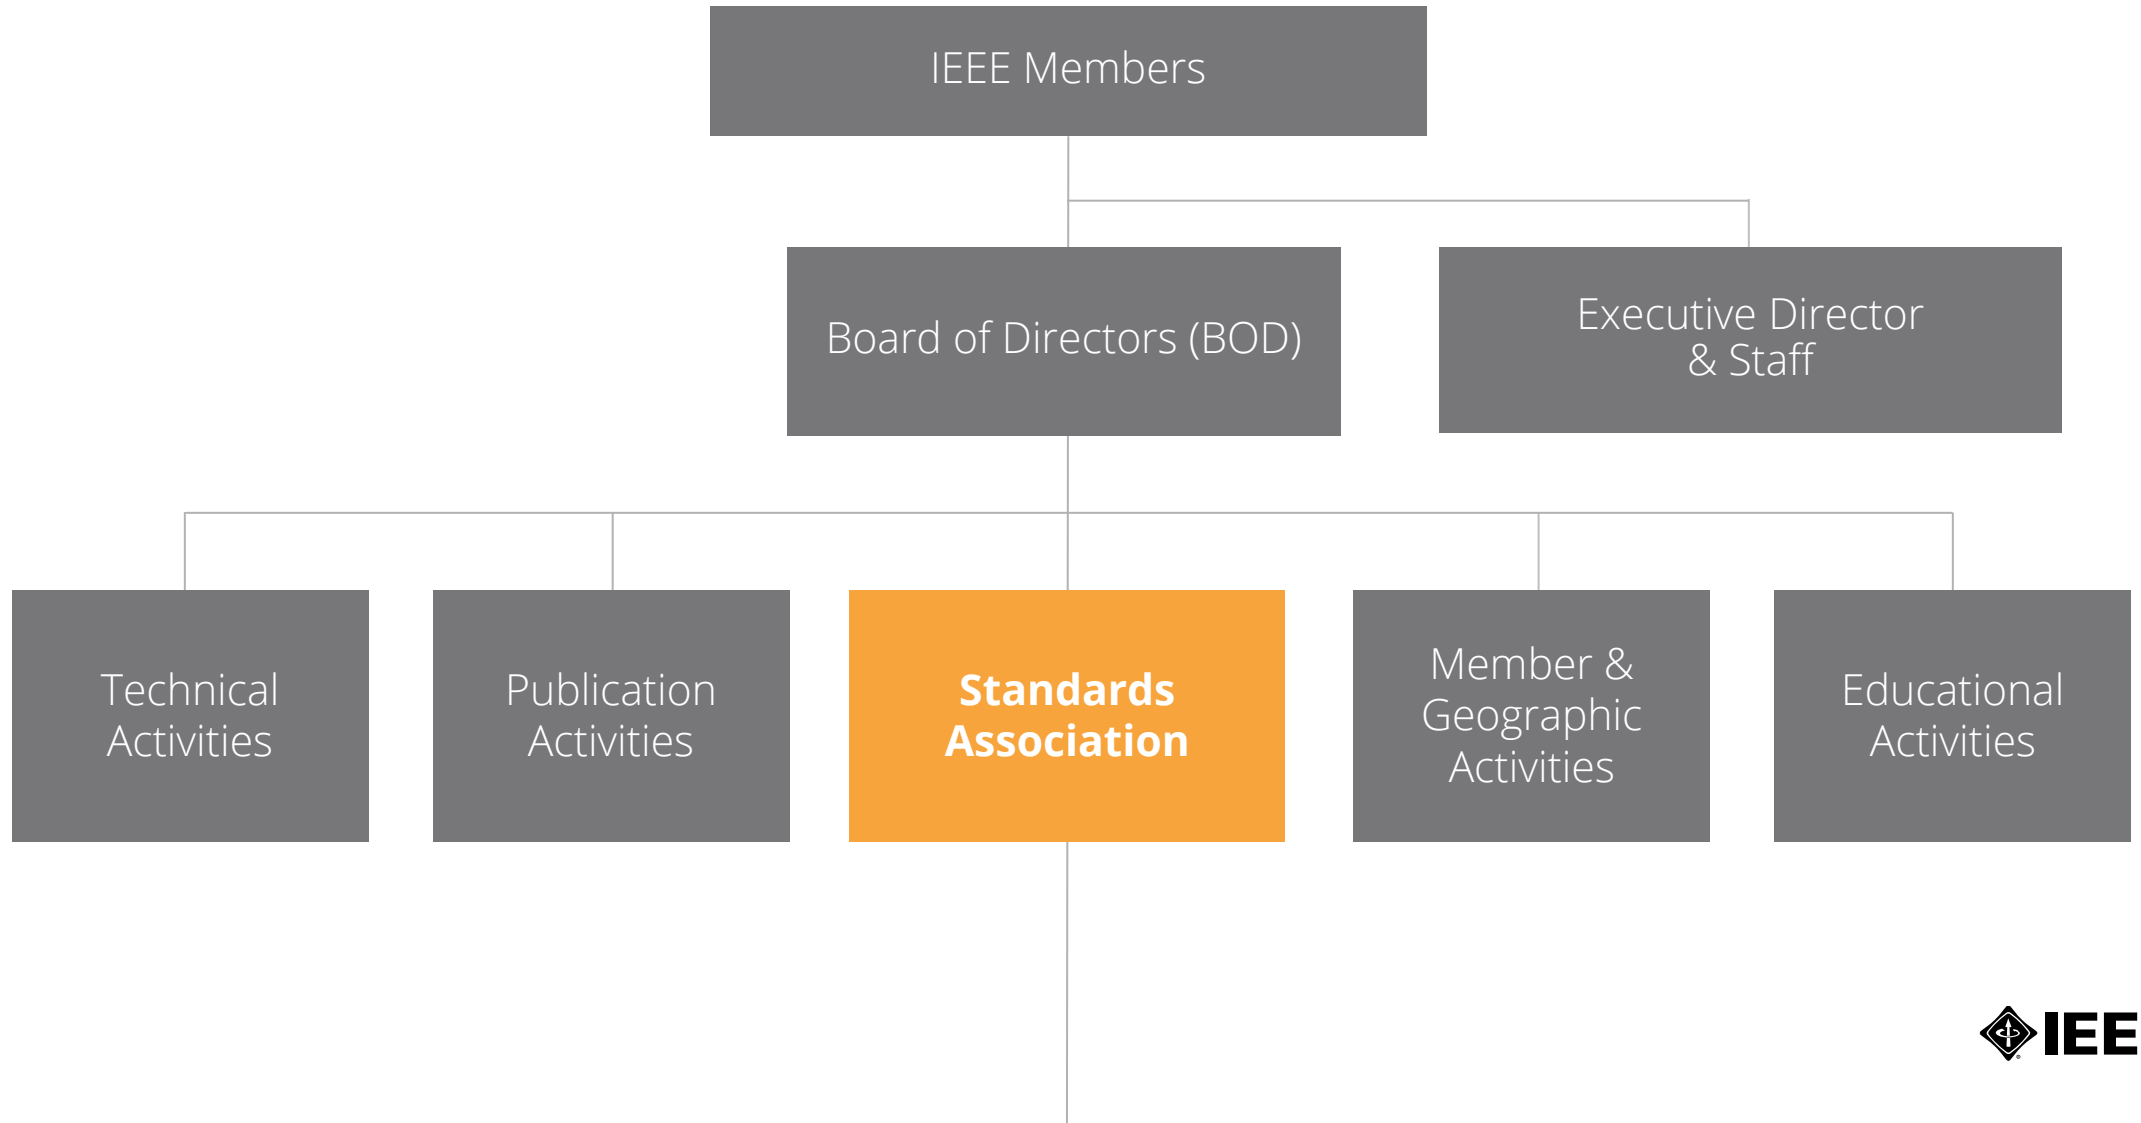 IEEE Members
Board of Directors (BOD)
Executive Director
& Staff
Technical
Activities
Publication
Activities
Standards
Association
Member &
Geographic
Activities
Educational
Activities
IEE